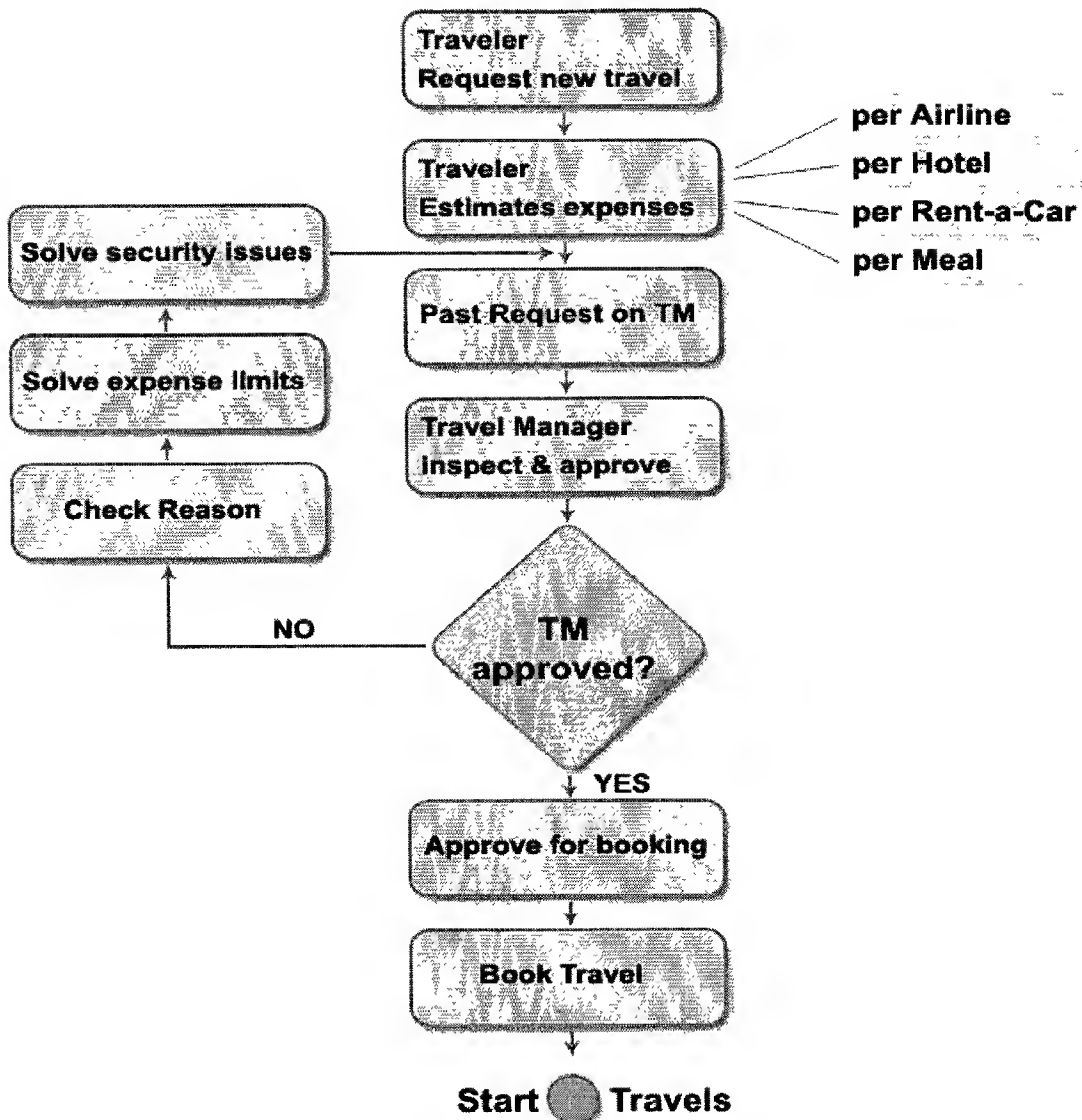 Traveler
Request new travel
Traveler
Estimates expenses
per Airline
per Hotel
per Rent-a-Car
per Meal
Solve security issues
Past Request on TM
Solve expense limits
Travel Manager
inspect & approve
Check Reason
TM
approved?
NO
YES
Approve for booking
Book Travel
Start Travels